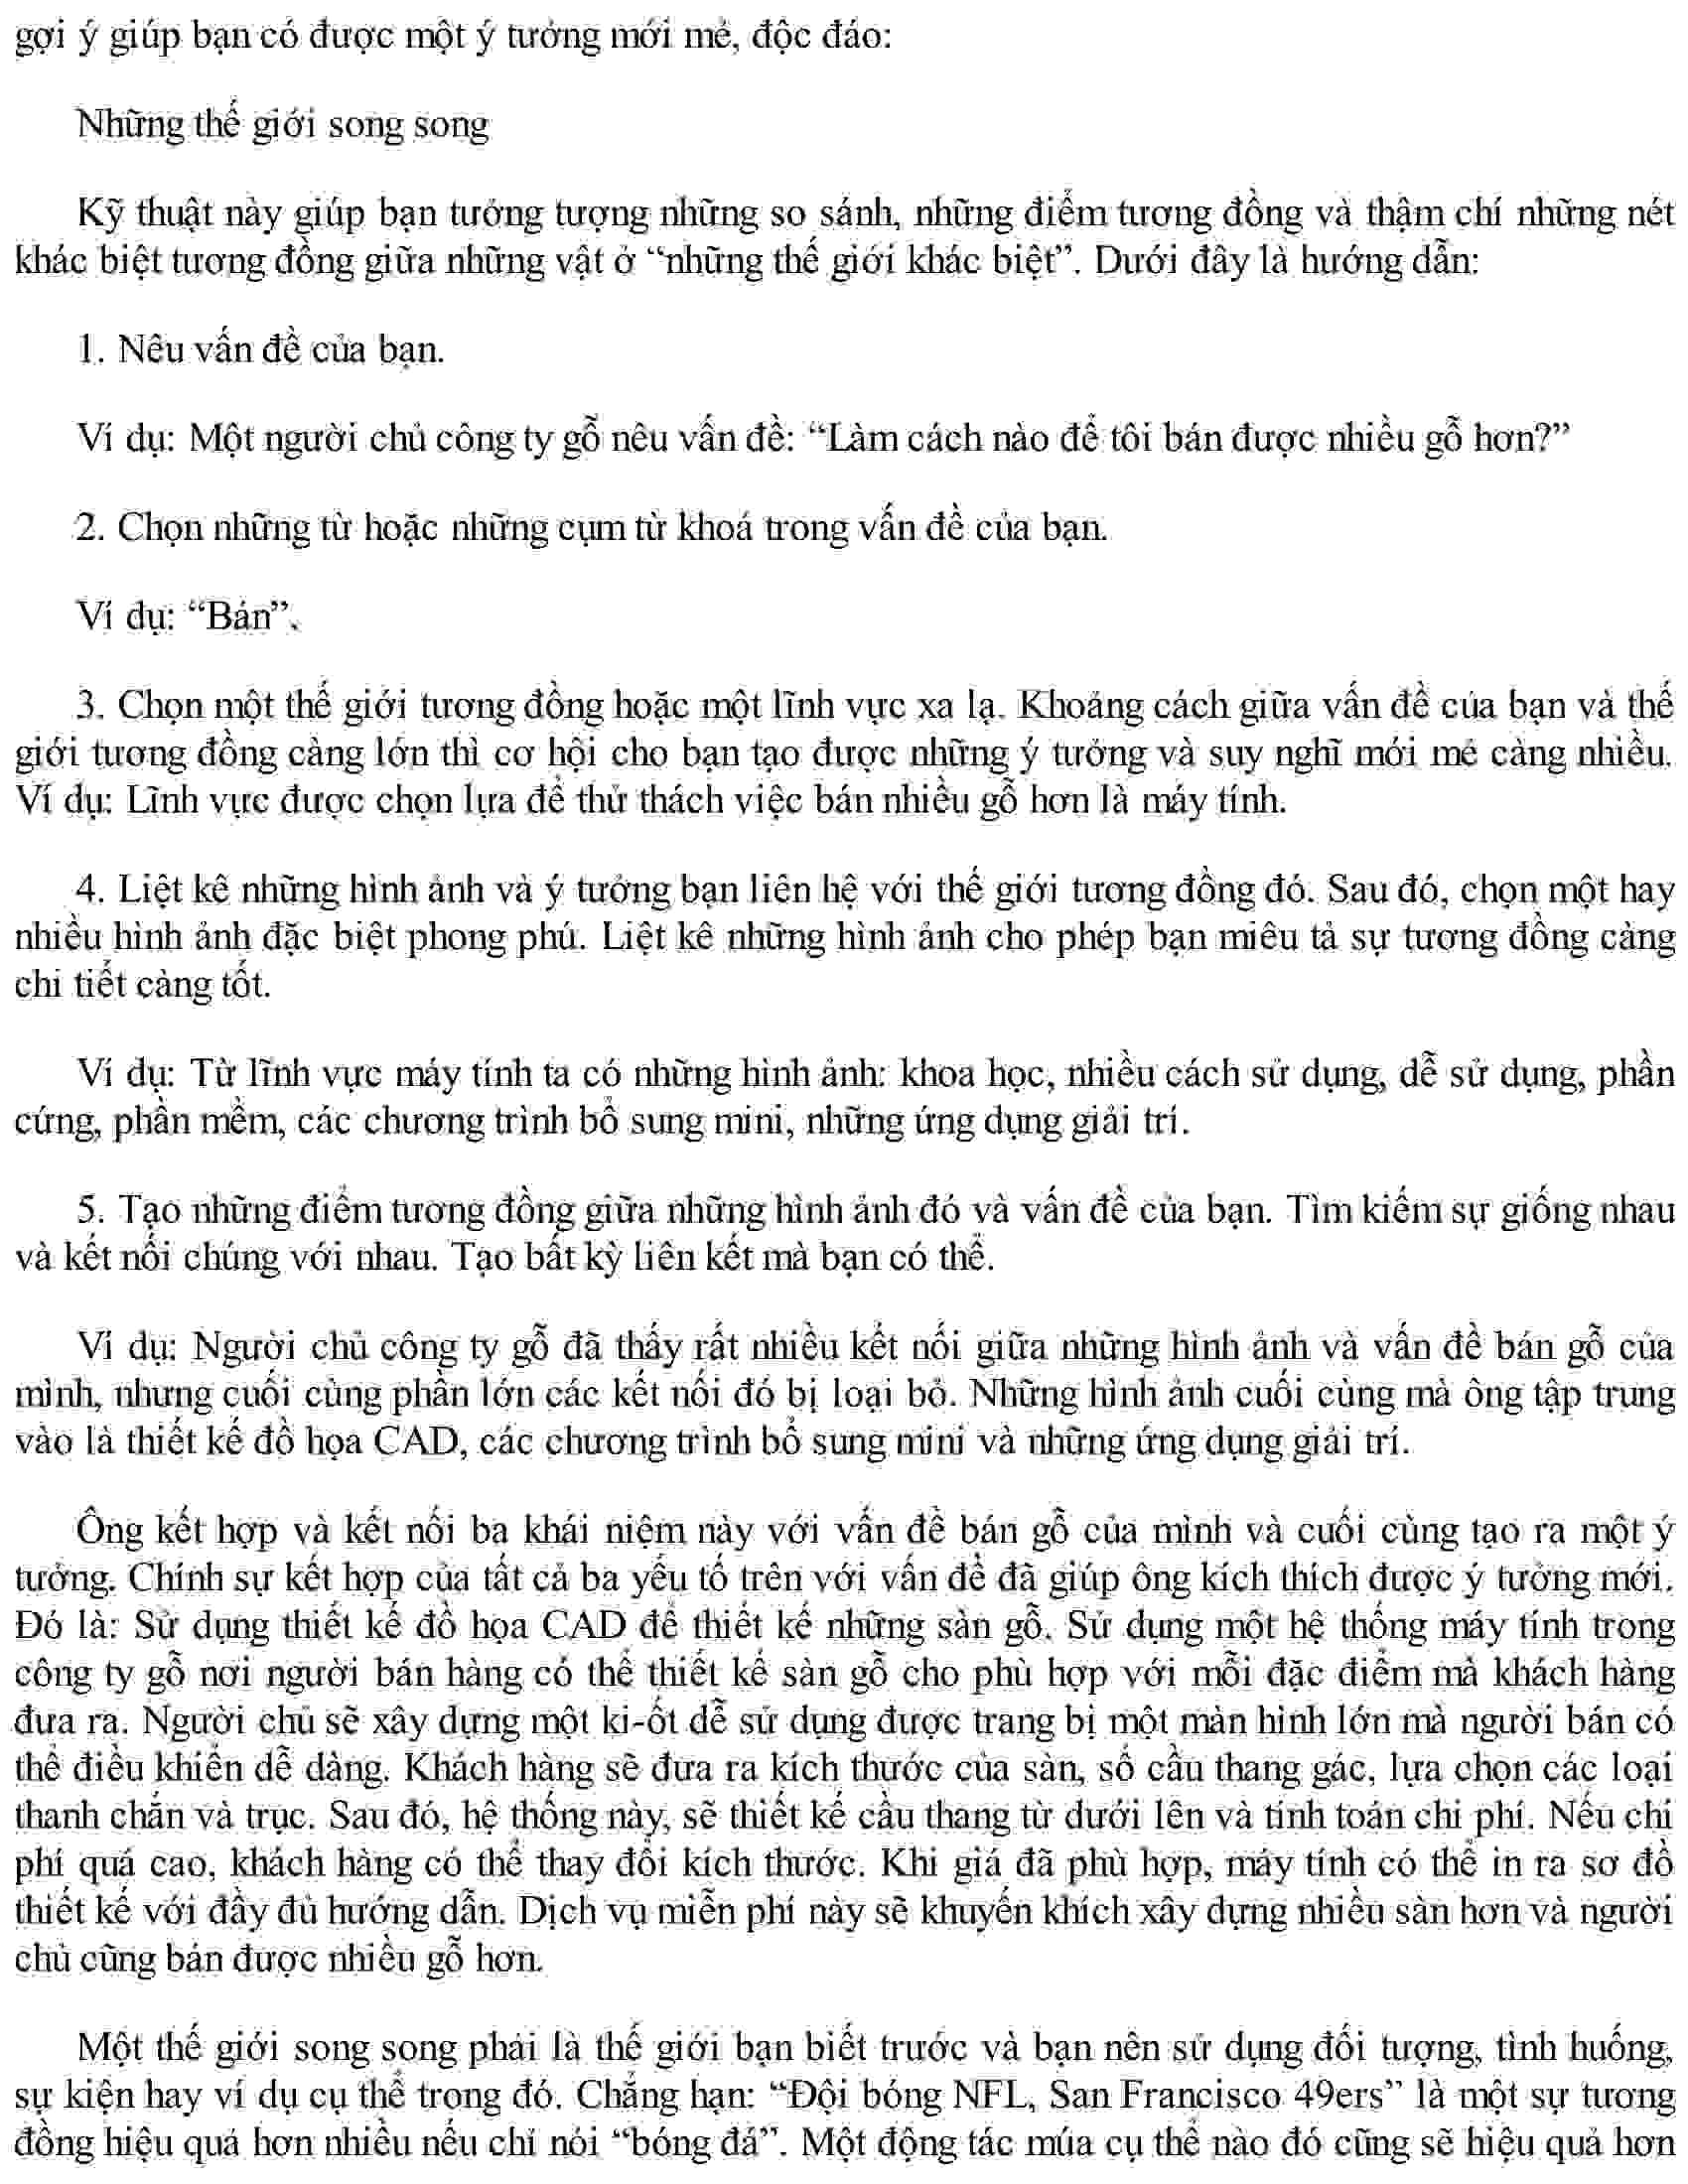 gợi ý giúp bạn có được một ý tưởng mới mẻ, độc đáo:
Những thế giới song song
Kỹ thuật này giúp bạn tưởng tượng những so sánh, những điểm tương đồng và thậm chí những nét
khác biệt tương đồng giữa những vật ở “những thế giới khác biệt”. Dưới đây là hướng dẫn:
1. Nêu vấn đề của bạn.
Ví dụ: Một người chủ công ty gỗ nêu vấn đề: “Làm cách nào để tôi bán được nhiều gỗ hơn?”
2. Chọn những từ hoặc những cụm từ khoá trong vấn đề của bạn.
Ví dụ: “Bán”.
3. Chọn một thế giới tương đồng hoặc một lĩnh vực xa lạ. Khoảng cách giữa vấn đề của bạn và thế
giới tương đồng càng lớn thì cơ hội cho bạn tạo được những ý tưởng và suy nghĩ mới mẻ càng nhiều.
Ví dụ: Lĩnh vực được chọn lựa để thử thách việc bán nhiều gỗ hơn là máy tính.
4. Liệt kê những hình ảnh và ý tưởng bạn liên hệ với thế giới tương đồng đó. Sau đó, chọn một hay
nhiều hình ảnh đặc biệt phong phú. Liệt kê những hình ảnh cho phép bạn miêu tả sự tương đồng càng
chi tiết càng tốt.
Ví dụ: Từ lĩnh vực máy tính ta có những hình ảnh: khoa học, nhiều cách sử dụng, dễ sử dụng, phần
cứng, phần mềm, các chương trình bổ sung mini, những ứng dụng giải trí.
5. Tạo những điểm tương đồng giữa những hình ảnh đó và vấn đề của bạn. Tìm kiếm sự giống nhau
và kết nối chúng với nhau. Tạo bất kỳ liên kết mà bạn có thể.
Ví dụ: Người chủ công ty gỗ đã thấy rất nhiều kết nối giữa những hình ảnh và vấn đề bán gỗ của
mình, nhưng cuối cùng phần lớn các kết nối đó bị loại bỏ. Những hình ảnh cuối cùng mà ông tập trung
vào là thiết kế đồ họa CAD, các chương trình bổ sung mini và những ứng dụng giải trí.
Ông kết hợp và kết nối ba khái niệm này với vấn đề bán gỗ của mình và cuối cùng tạo ra một ý
tưởng. Chính sự kết hợp của tất cả ba yếu tố trên với vấn đề đã giúp ông kích thích được ý tưởng mới.
Đó là: Sử dụng thiết kế đồ họa CAD để thiết kế những sàn gỗ. Sử dụng một hệ thống máy tính trong
công ty gỗ nơi người bán hàng có thể thiết kế sàn gỗ cho phù hợp với mỗi đặc điểm mà khách hàng
đưa ra. Người chủ sẽ xây dựng một ki-ốt dễ sử dụng được trang bị một màn hình lớn mà người bán có
thể điều khiển dễ dàng. Khách hàng sẽ đưa ra kích thước của sàn, số cầu thang gác, lựa chọn các loại
thanh chắn và trục. Sau đó, hệ thống này, sẽ thiết kế cầu thang từ dưới lên và tính toán chi phí. Nếu chi
phí quá cao, khách hàng có thể thay đổi kích thước. Khi giá đã phù hợp, máy tính có thể in ra sơ đồ
thiết kế với đầy đủ hướng dẫn. Dịch vụ miễn phí này sẽ khuyến khích xây dựng nhiều sàn hơn và người
chủ cũng bán được nhiều gỗ hơn.
Một thế giới song song phải là thế giới bạn biết trước và bạn nên sử dụng đối tượng, tình huống,
sự kiện hay ví dụ cụ thể trong đó. Chẳng hạn: “Đội bóng NFL, San Francisco 49ers” là một sự tương
đồng hiệu quả hơn nhiều nếu chỉ nói “bóng đá”. Một động tác múa cụ thể nào đó cũng sẽ hiệu quả hơn